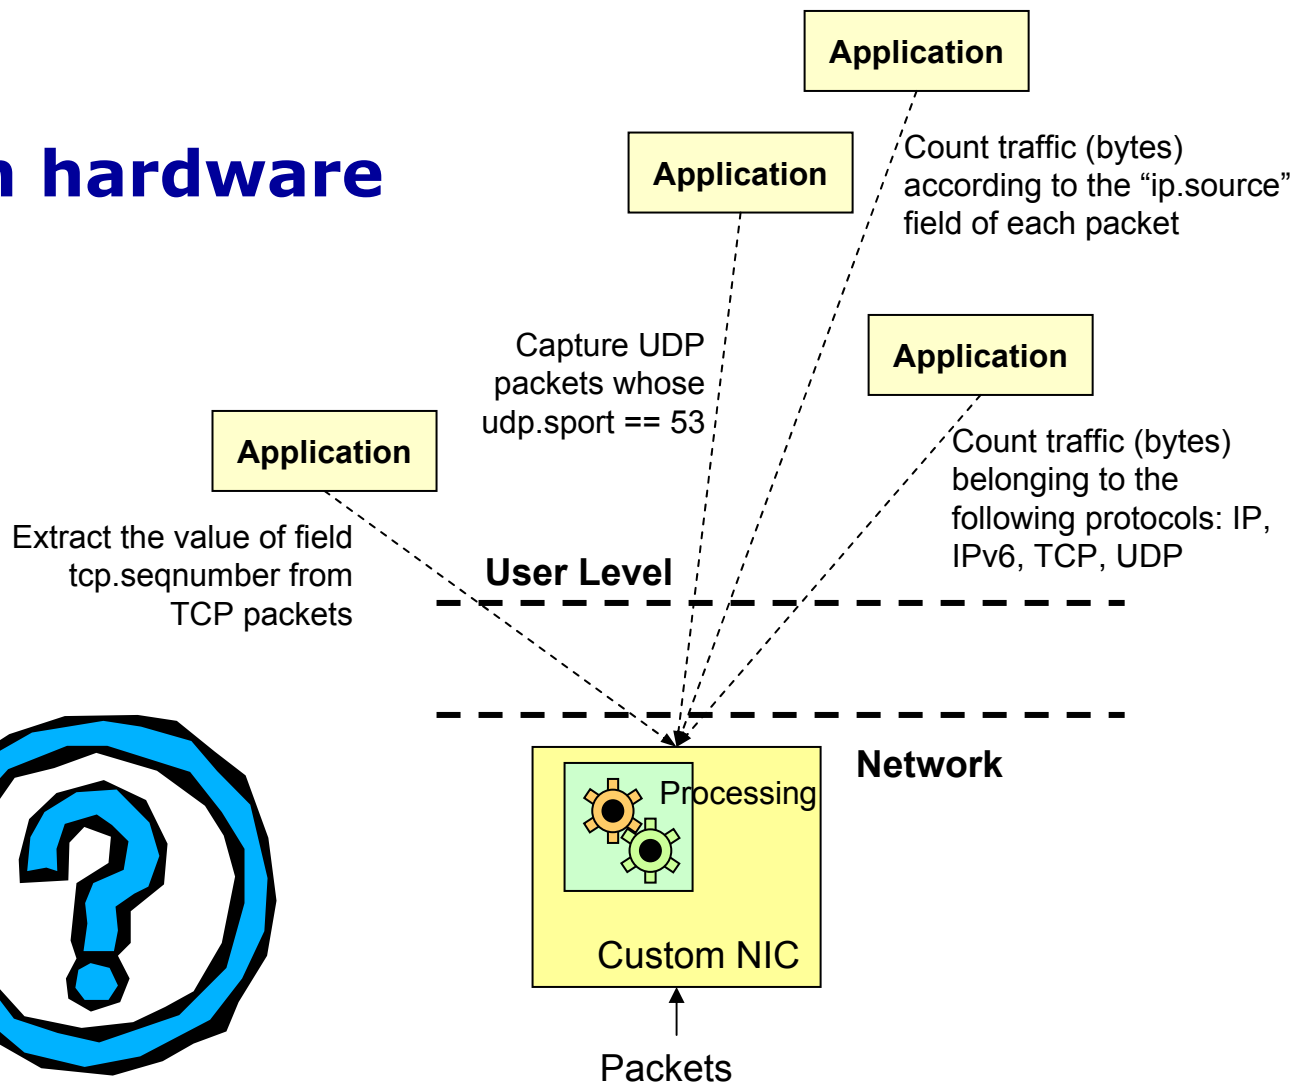 Application
n hardware
Application
Count traffic (bytes)
according to the “ip.source”
field of each packet
Capture UDP
packets whose
udp.sport == 53
Application
Application
Count traffic (bytes)
belonging to the
following protocols: IP,
IPv6, TCP, UDP
Extract the value of field
tcp.seqnumber from
TCP packets
User Level
Network
Processing
Custom NIC
Packets